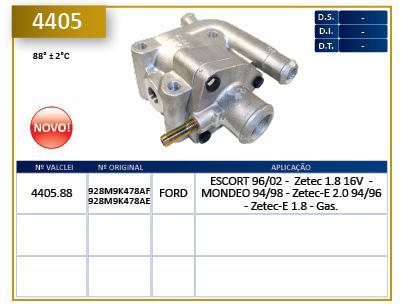 4405
88° ± 2°C
D.S. -
D.I. -
D.T. -
NOVO!
Nº VALCLEI Nº ORIGINAL APLICAÇÃO
4405.88 928M9K478AF 928M9K478AE FORD ESCORT 96/02 - Zetec 1.8 16V -
MONDEO 94/98 - Zetec-E 2.0 94/96
- Zetec-E 1.8 - Gas.